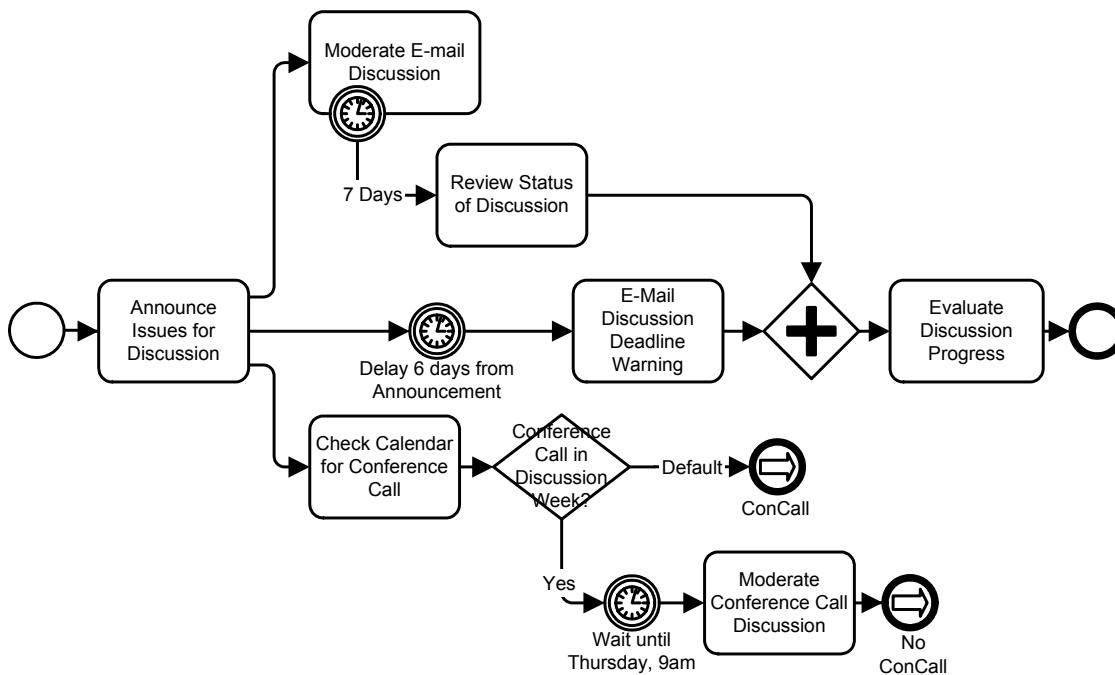 Moderate E-mail
Discussion
7 Days
Review Status
of Discussion
Announce
Issues for
Discussion
Delay 6 days from
Announcement
E-Mail
Discussion
Deadline
Warning
Evaluate
Discussion
Progress
Check Calendar
for Conference
Call
Conference
Call in
Discussion
Week?
Default
ConCall
Yes
Wait until
Thursday, 9am
Moderate
Conference Call
Discussion
No
ConCall